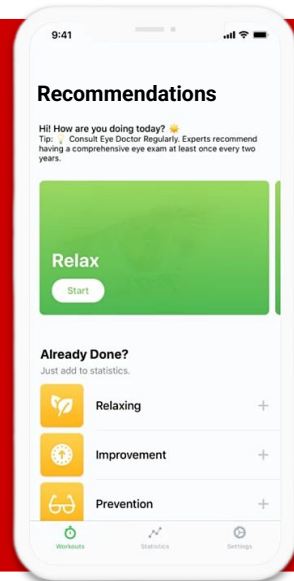 9:41
Recommendations
Hi! How are you doing today? 🌟
Tip: 💡 Consult Eye Doctor Regularly. Experts recommend
having a comprehensive eye exam at least once every two
years.
Relax
Start
Already Done?
Just add to statistics.
Relaxing +
Improvement +
Prevention +
Workouts Statistics Settings